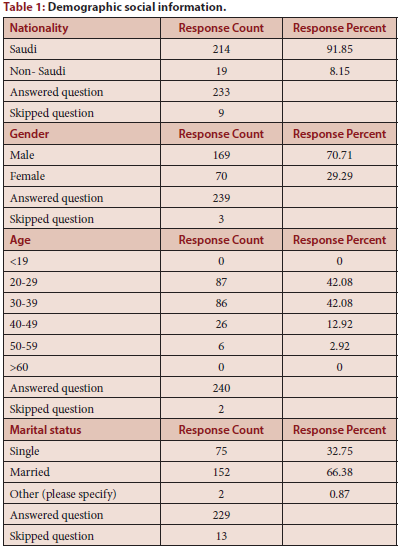 Table 1: Demographic social information.
Nationality Response Count Response Percent
Saudi 214 91.85
Non- Saudi 19 8.15
Answered question 233
Skipped question 9
Gender Response Count Response Percent
Male 169 70.71
Female 70 29.29
Answered question 239
Skipped question 3
Age Response Count Response Percent
<19 0 0
20-29 87 42.08
30-39 86 42.08
40-49 26 12.92
50-59 6 2.92
>60 0 0
Answered question 240
Skipped question 2
Marital status Response Count Response Percent
Single 75 32.75
Married 152 66.38
Other (please specify) 2 0.87
Answered question 229
Skipped question 13